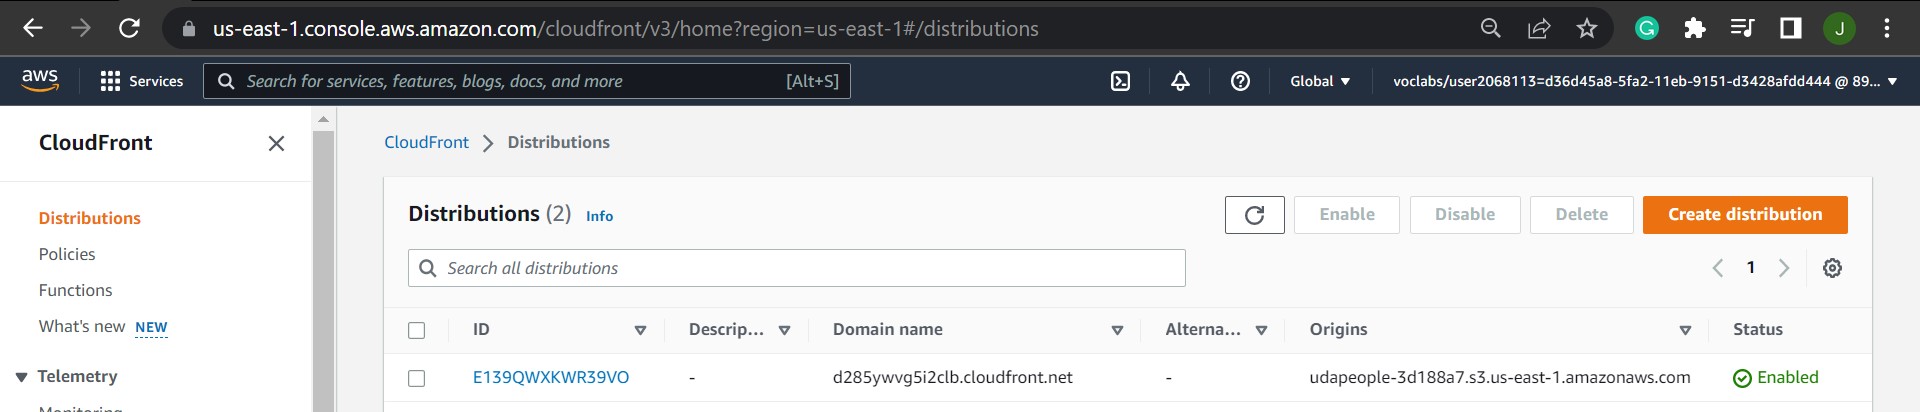 us-east-1.console.aws.amazon.com/cloudfront/v3/home?region=us-east-1#/distributions
G
J
aws
Services
Search for services, features, blogs, docs, and more [Alt+S]
Global
voclabs/user2068113=d36d45a8-5fa2-11eb-9151-d3428afdd444 @ 89...
CloudFront
Distributions
Policies
Functions
What's new NEW
Telemetry
Monitoring
CloudFront > Distributions
Distributions (2) Info
Enable
Disable
Delete
Create distribution
Search all distributions
1
ID Descrip... Domain name Alterna... Origins Status
E139QWXKWR39VO - d285ywvg5i2clb.cloudfront.net - udapeople-3d188a7.s3.us-east-1.amazonaws.com Enabled